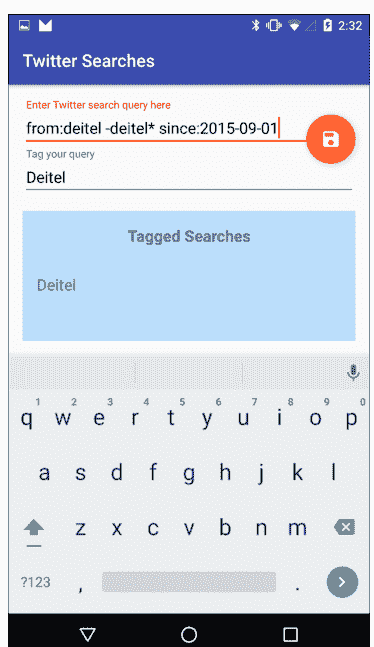 2:32
Twitter Searches
Enter Twitter search query here
from:deitel -deitel* since:2015-09-01
Tag your query
Deitel
Tagged Searches
Deitel
1 2 3 4 5 6 7 8 9 0
q w e r t y u i o p
a s d f g h j k l
z x c v b n m
?123 , .